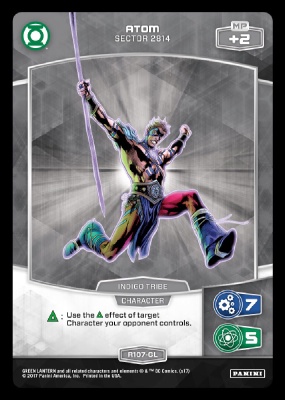 ATOM
SECTOR 2814
MP
+2
INDIGO TRIBE
CHARACTER
: Use the effect of target
Character your opponent controls.
7
5
R107-GL
GREEN LANTERN and all related characters and elements © & ™ DC Comics. (s17)
© 2017 Panini America, Inc. Printed in the USA.
PANINI